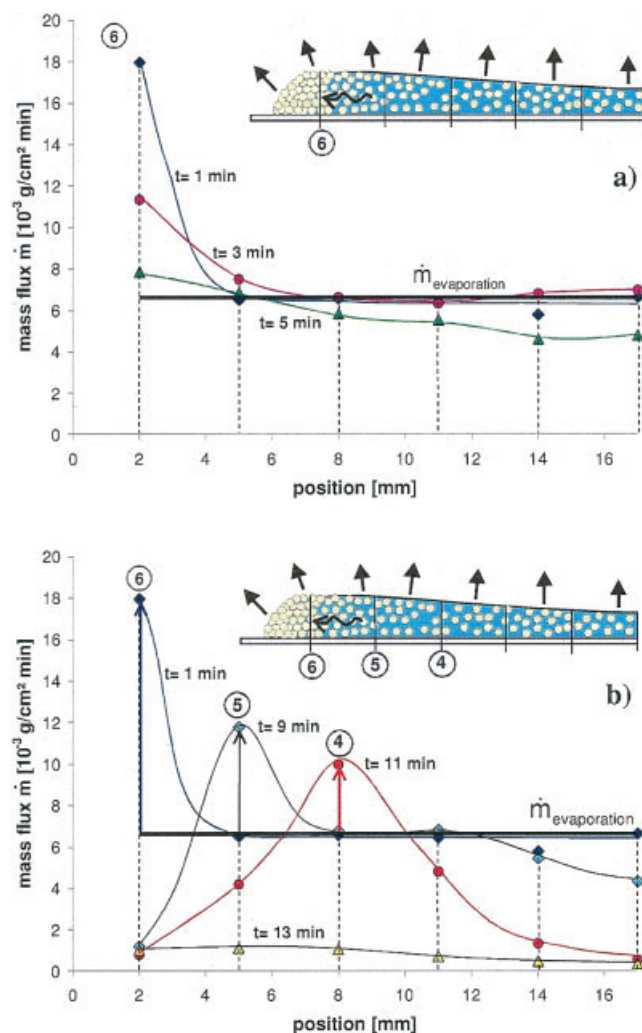 20
18
16
14
12
10
8
6
4
2
0
mass flux ṁ [10⁻³ g/cm² min]
6
t= 1 min
t= 3 min
t= 5 min
ṁevaporation
6
a)
0 2 4 6 8 10 12 14 16
position [mm]
20
18
16
14
12
10
8
6
4
2
0
mass flux ṁ [10⁻³ g/cm² min]
6
t= 1 min
5
t= 9 min
4
t= 11 min
t= 13 min
ṁevaporation
6 5 4
b)
0 2 4 6 8 10 12 14 16
position [mm]